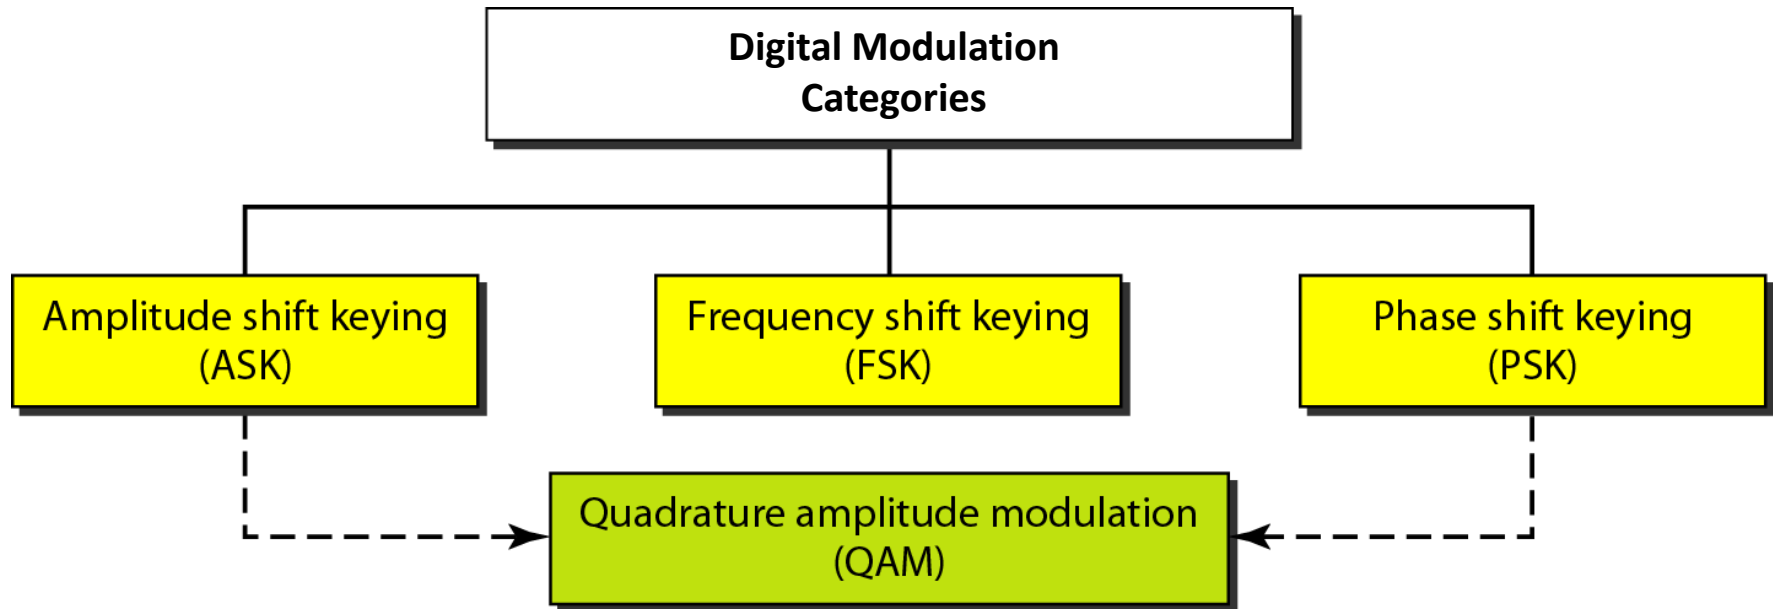 Digital Modulation
Categories
Amplitude shift keying
(ASK)
Frequency shift keying
(FSK)
Phase shift keying
(PSK)
Quadrature amplitude modulation
(QAM)